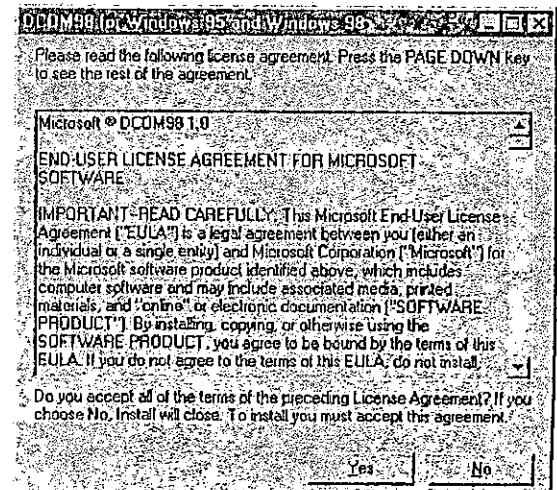 DCOM98 for Windows 95 and Windows 98
Please read the following license agreement. Press the PAGE DOWN key
to see the rest of the agreement.
Microsoft ® DCOM98 1.0
END-USER LICENSE AGREEMENT FOR MICROSOFT
SOFTWARE
IMPORTANT-READ CAREFULLY: This Microsoft End-User License
Agreement ("EULA") is a legal agreement between you (either an
individual or a single entity) and Microsoft Corporation ("Microsoft") for
the Microsoft software product identified above, which includes
computer software and may include associated media, printed
materials, and "online" or electronic documentation ("SOFTWARE
PRODUCT"). By installing, copying, or otherwise using the
SOFTWARE PRODUCT, you agree to be bound by the terms of this
EULA. If you do not agree to the terms of this EULA, do not install
Do you accept all of the terms of the preceding License Agreement? If you
choose No, Install will close. To install you must accept this agreement.
Yes No